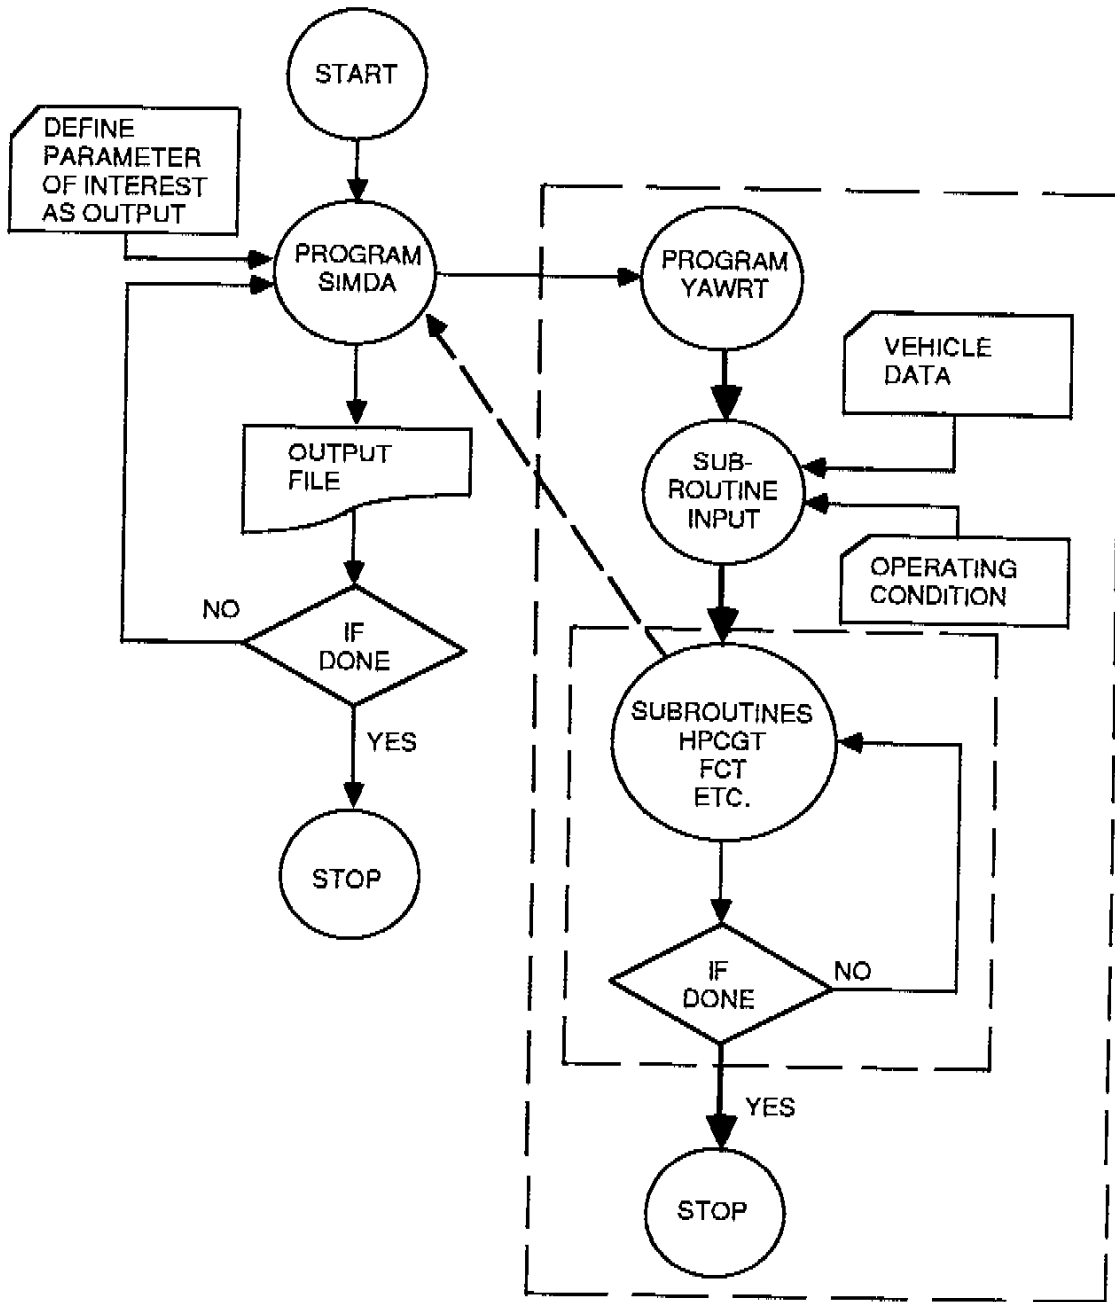 START
DEFINE
PARAMETER
OF INTEREST
AS OUTPUT
PROGRAM
SIMDA
PROGRAM
YAWRT
VEHICLE
DATA
OUTPUT
FILE
SUB-
ROUTINE
INPUT
OPERATING
CONDITION
NO
IF
DONE
YES
STOP
SUBROUTINES
HPCGT
FCT
ETC.
IF
DONE
NO
YES
STOP